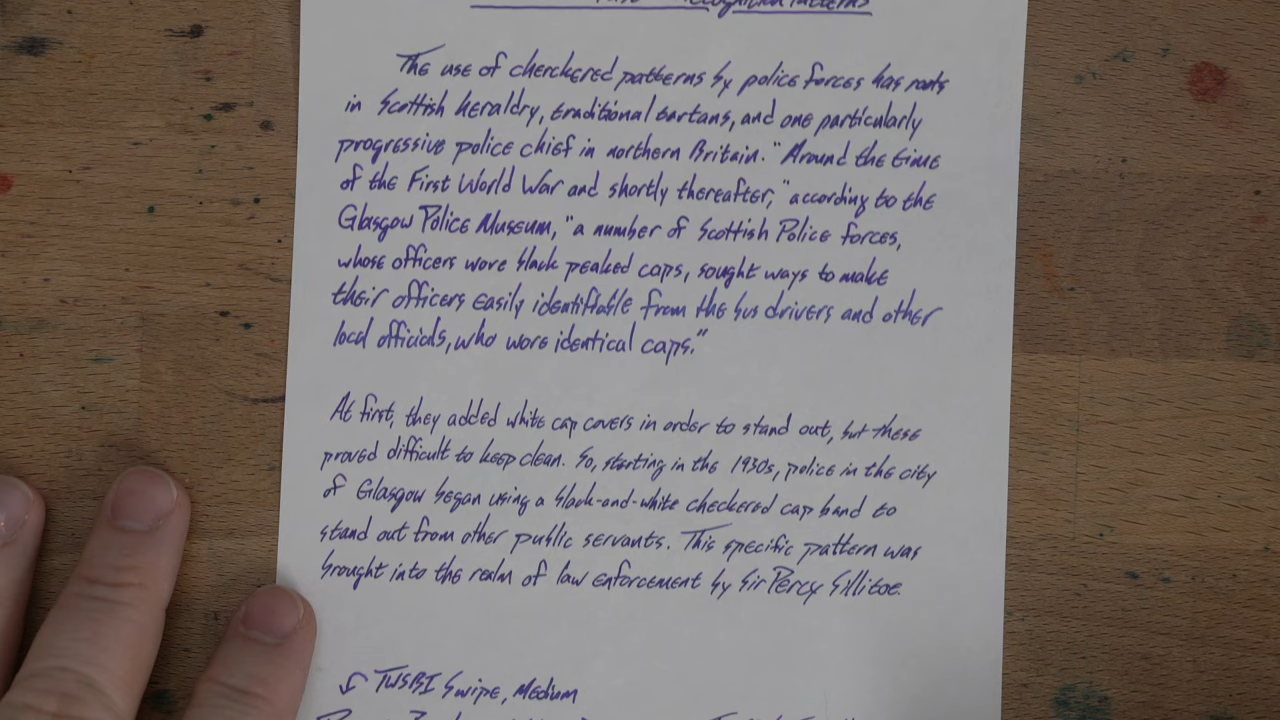 Recognition Patterns
The use of cherckered patterns by police forces has roots
in Scottish heraldry, traditional tartans, and one particularly
progressive police chief in northern Britain. "Around the time
of the First World War and shortly thereafter," according to the
Glasgow Police Museum, "a number of Scottish Police forces,
whose officers wore black peaked caps, sought ways to make
their officers easily identifiable from the bus drivers and other
local officials, who wore identical caps."
At first, they added white cap covers in order to stand out, but these
proved difficult to keep clean. So, starting in the 1930s, police in the city
of Glasgow began using a black-and-white checkered cap band to
stand out from other public servants. This specific pattern was
brought into the realm of law enforcement by Sir Percy Sillitoe.
TWSBI Swipe, Medium